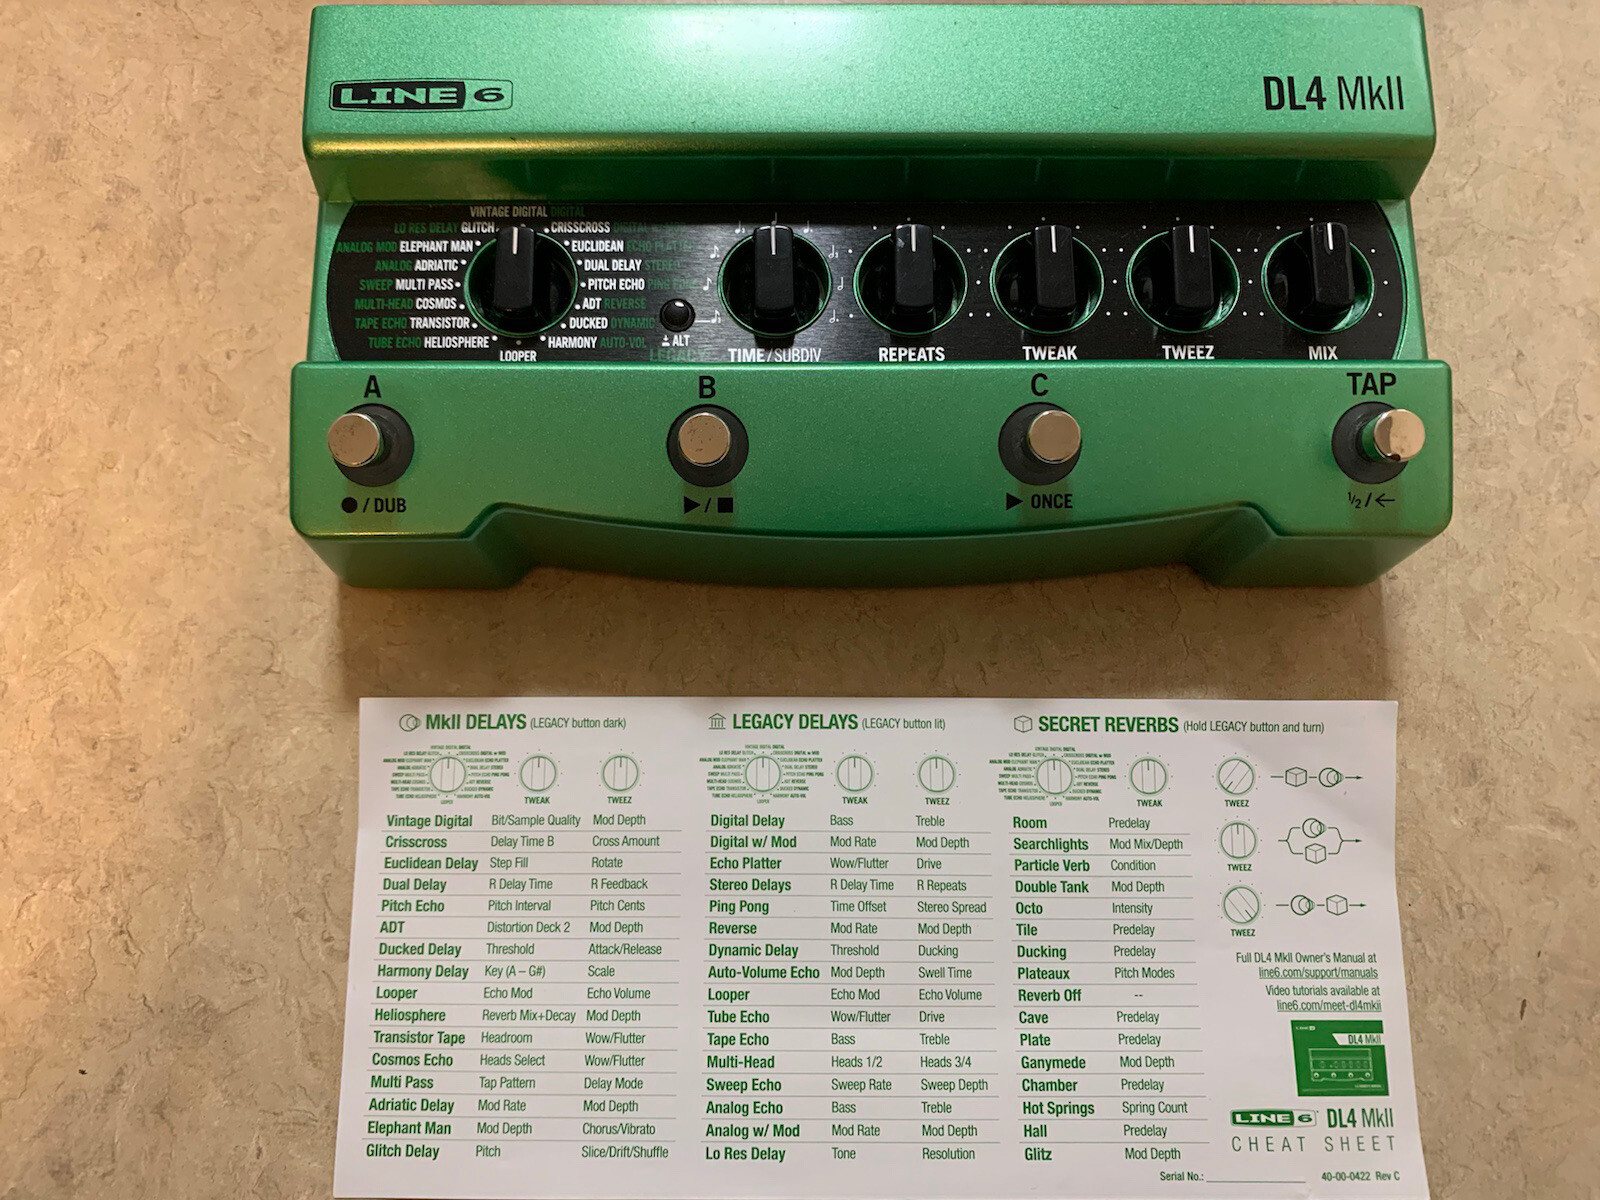 LINE 6
DL4 MkII
VINTAGE DIGITAL DIGITAL
LO RES DELAY GLITCH
CRISSCROSS DIGITAL
ANALOG MOD ELEPHANT MAN
EUCLIDEAN ECHO PLATTER
ANALOG ADRIATIC
DUAL DELAY STEREO
SWEEP MULTI PASS
PITCH ECHO PING
MULTI-HEAD COSMOS
ADT REVERSE
TAPE ECHO TRANSISTOR
DUCKED DYNAMIC
TUBE ECHO HELIOSPHERE
HARMONY AUTO-VOL
LOOPER
ALT
LEGACY
TIME/SUBDIV
REPEATS
TWEAK
TWEEZ
MIX
A
B
C
TAP
●/DUB
▶/■
▶ ONCE
1/2/←
MkII DELAYS (LEGACY button dark)
TWEAK TWEEZ
Vintage Digital Bit/Sample Quality Mod Depth
Crisscross Delay Time B Cross Amount
Euclidean Delay Step Fill Rotate
Dual Delay R Delay Time R Feedback
Pitch Echo Pitch Interval Pitch Cents
ADT Distortion Deck 2 Mod Depth
Ducked Delay Threshold Attack/Release
Harmony Delay Key (A – G#) Scale
Looper Echo Mod Echo Volume
Heliosphere Reverb Mix+Decay Mod Depth
Transistor Tape Headroom Wow/Flutter
Cosmos Echo Heads Select Wow/Flutter
Multi Pass Tap Pattern Delay Mode
Adriatic Delay Mod Rate Mod Depth
Elephant Man Mod Depth Chorus/Vibrato
Glitch Delay Pitch Slice/Drift/Shuffle
LEGACY DELAYS (LEGACY button lit)
TWEAK TWEEZ
Digital Delay Bass Treble
Digital w/ Mod Mod Rate Mod Depth
Echo Platter Wow/Flutter Drive
Stereo Delays R Delay Time R Repeats
Ping Pong Time Offset Stereo Spread
Reverse Mod Rate Mod Depth
Dynamic Delay Threshold Ducking
Auto-Volume Echo Mod Depth Swell Time
Looper Echo Mod Echo Volume
Tube Echo Wow/Flutter Drive
Tape Echo Bass Treble
Multi-Head Heads 1/2 Heads 3/4
Sweep Echo Sweep Rate Sweep Depth
Analog Echo Bass Treble
Analog w/ Mod Mod Rate Mod Depth
Lo Res Delay Tone Resolution
SECRET REVERBS (Hold LEGACY button and turn)
TWEAK
Room Predelay
Searchlights Mod Mix/Depth
Particle Verb Condition
Double Tank Mod Depth
Octo Intensity
Tile Predelay
Ducking Predelay
Plateaux Pitch Modes
Reverb Off --
Cave Predelay
Plate Predelay
Ganymede Mod Depth
Chamber Predelay
Hot Springs Spring Count
Hall Predelay
Glitz Mod Depth
TWEEZ
TWEEZ
TWEEZ
Full DL4 MkII Owner's Manual at
line6.com/support/manuals
Video tutorials available at
line6.com/meet-dl4mkii
DL4 MkII
LINE 6 DL4 MkII
CHEAT SHEET
Serial No.:
40-00-0422 Rev C